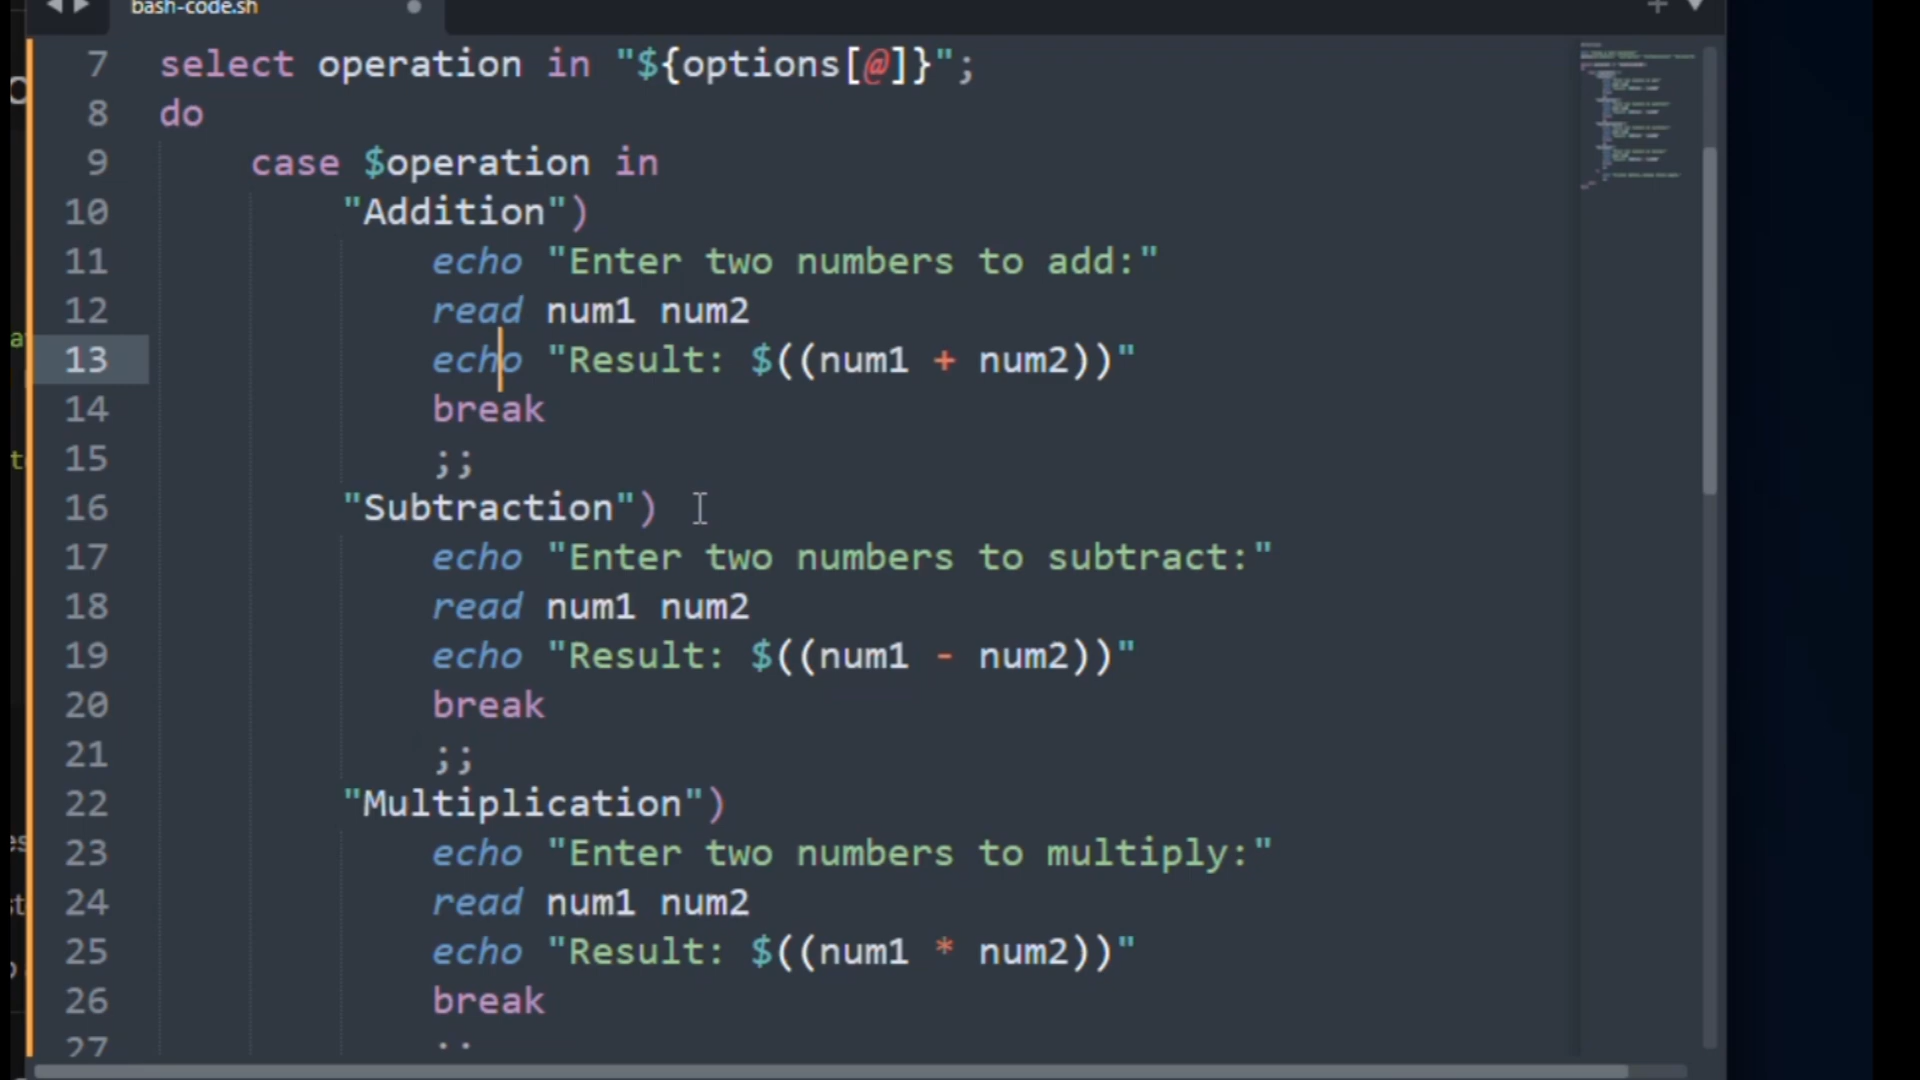 bash-code.sh
7 select operation in "${options[@]}";
8 do
9 case $operation in
10 "Addition")
11 echo "Enter two numbers to add:"
12 read num1 num2
13 echo "Result: $((num1 + num2))"
14 break
15 ;;
16 "Subtraction")
17 echo "Enter two numbers to subtract:"
18 read num1 num2
19 echo "Result: $((num1 - num2))"
20 break
21 ;;
22 "Multiplication")
23 echo "Enter two numbers to multiply:"
24 read num1 num2
25 echo "Result: $((num1 * num2))"
26 break
27 ;;